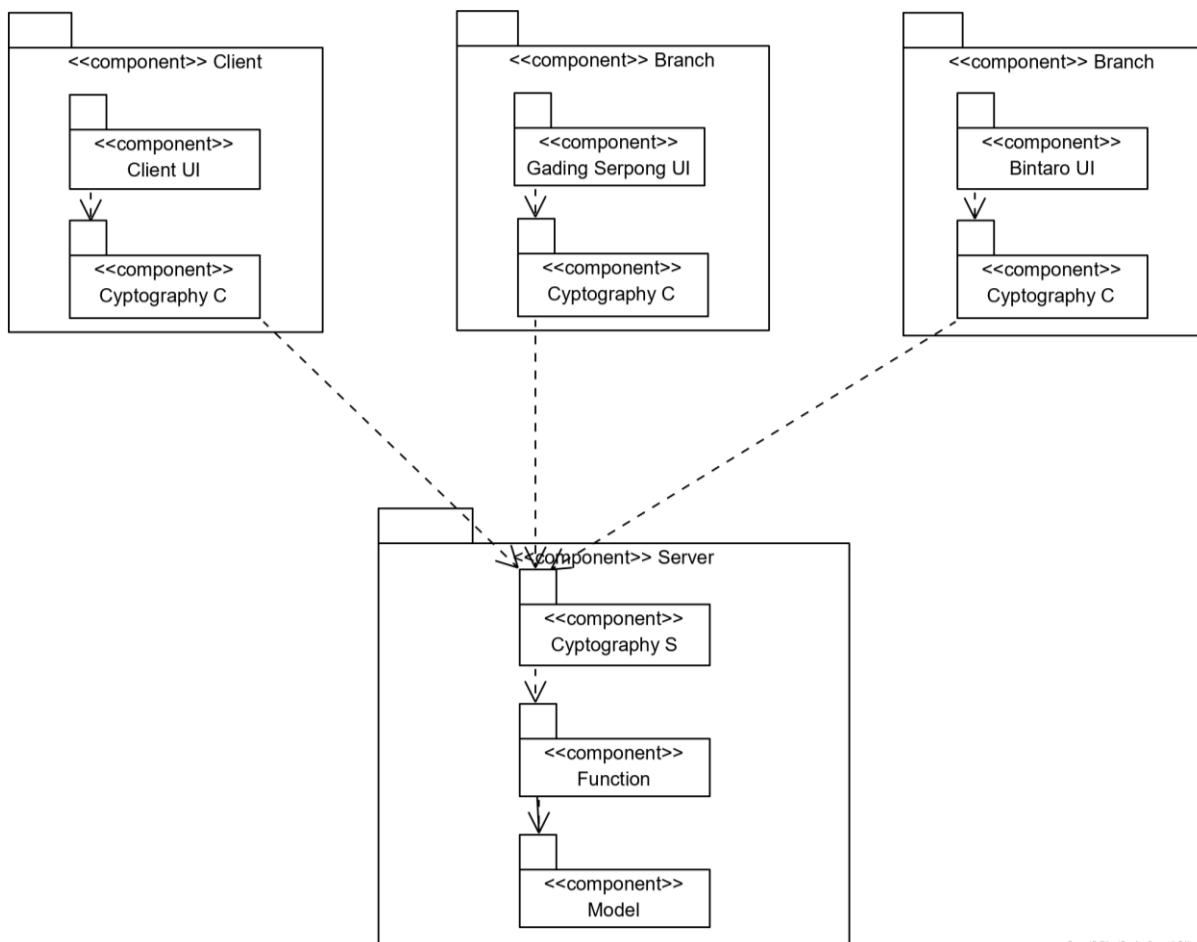 <<component>> Client
<<component>>
Client UI
<<component>>
Cyptography C
<<component>> Branch
<<component>>
Gading Serpong UI
<<component>>
Cyptography C
<<component>> Branch
<<component>>
Bintaro UI
<<component>>
Cyptography C
<<component>> Server
<<component>>
Cyptography S
<<component>>
Function
<<component>>
Model